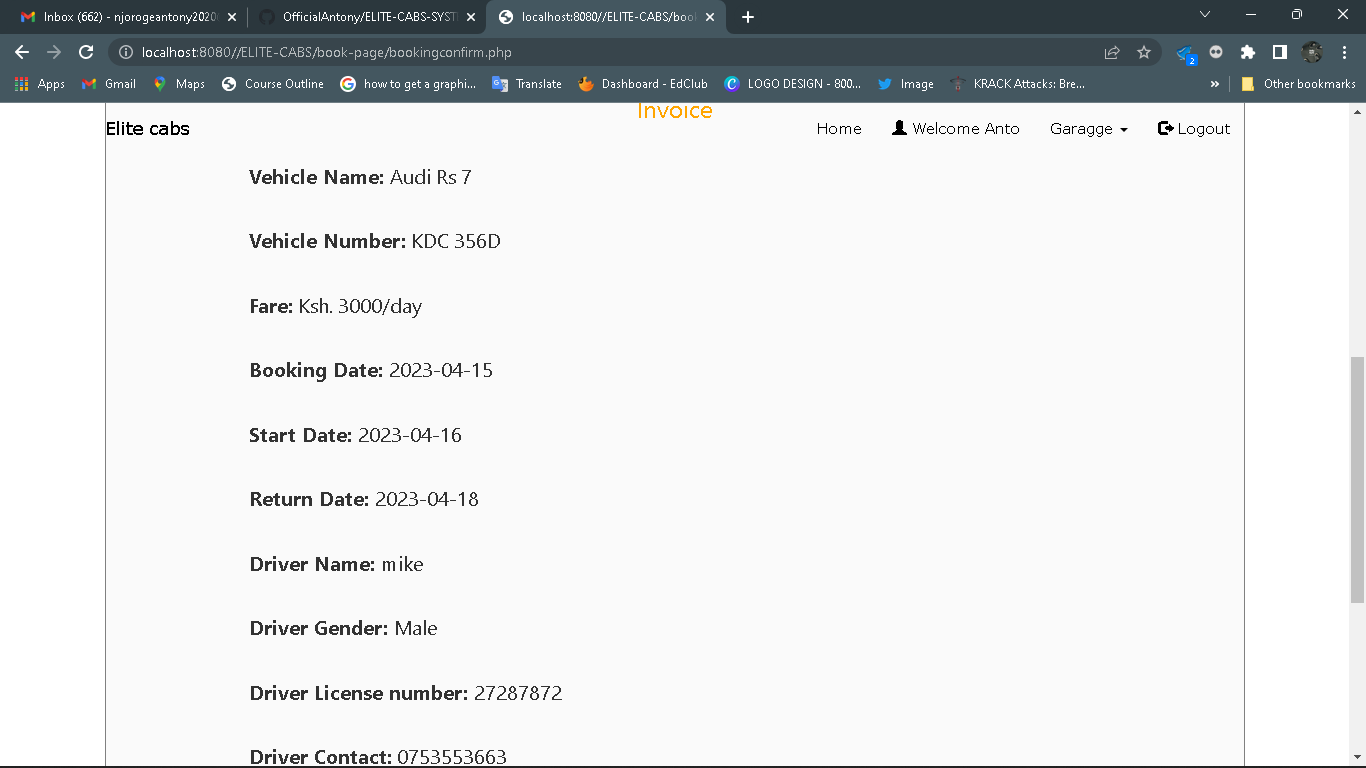 Inbox (662) - njorogeantony2020
OfficialAntony/ELITE-CABS-SYST
localhost:8080//ELITE-CABS/boo
localhost:8080//ELITE-CABS/book-page/bookingconfirm.php
2
Apps
Gmail
Maps
Course Outline
how to get a graphi...
Translate
Dashboard - EdClub
LOGO DESIGN - 800...
Image
KRACK Attacks: Bre...
»
Other bookmarks
Invoice
Elite cabs
Home
Welcome Anto
Garagge
Logout
Vehicle Name: Audi Rs 7
Vehicle Number: KDC 356D
Fare: Ksh. 3000/day
Booking Date: 2023-04-15
Start Date: 2023-04-16
Return Date: 2023-04-18
Driver Name: mike
Driver Gender: Male
Driver License number: 27287872
Driver Contact: 0753553663